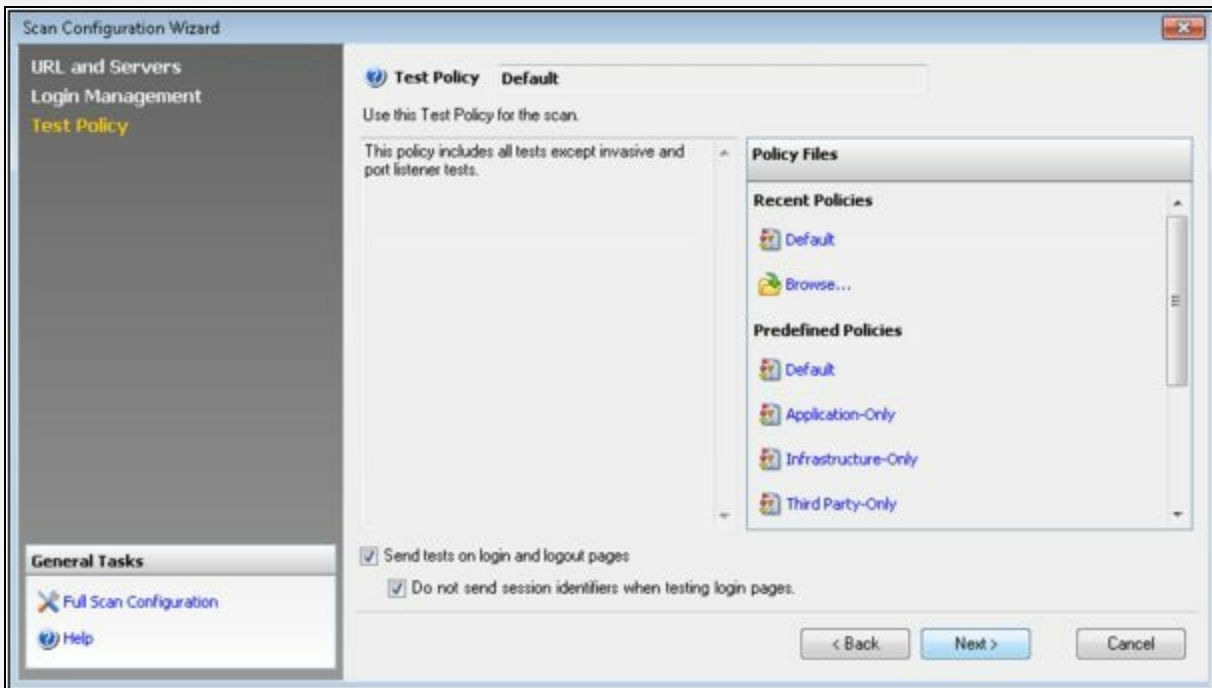 Scan Configuration Wizard
URL and Servers
Login Management
Test Policy
General Tasks
Full Scan Configuration
Help
Test Policy Default
Use this Test Policy for the scan.
This policy includes all tests except invasive and
port listener tests.
Policy Files
Recent Policies
Default
Browse...
Predefined Policies
Default
Application-Only
Infrastructure-Only
Third Party-Only
Send tests on login and logout pages
Do not send session identifiers when testing login pages.
< Back
Next >
Cancel